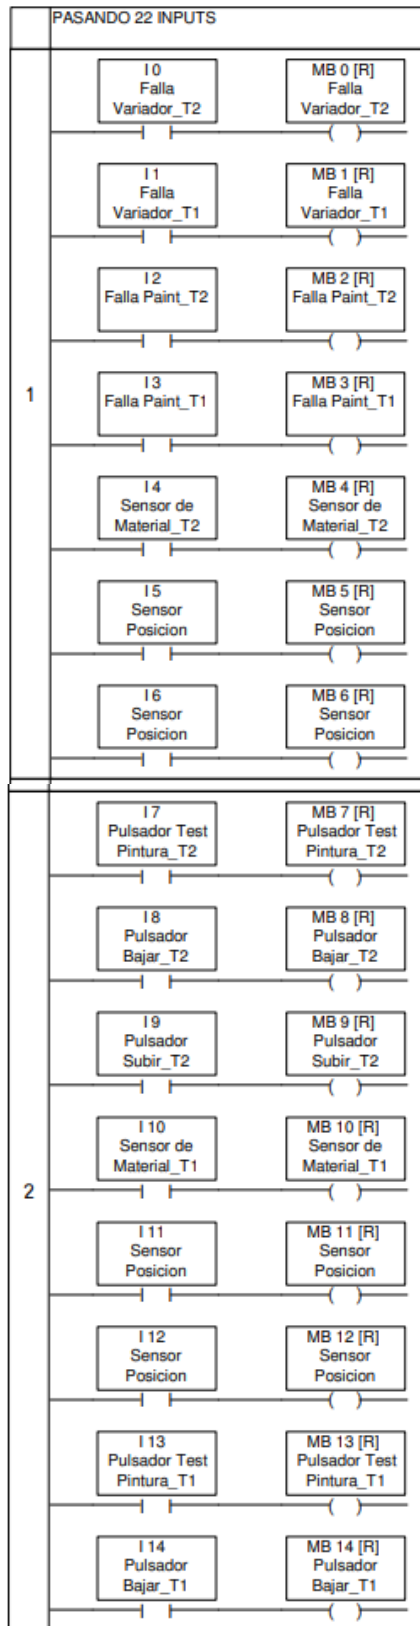 PASANDO 22 INPUTS
1
I 0
Falla
Variador_T2
MB 0 [R]
Falla
Variador_T2
I 1
Falla
Variador_T1
MB 1 [R]
Falla
Variador_T1
I 2
Falla Paint_T2
MB 2 [R]
Falla Paint_T2
I 3
Falla Paint_T1
MB 3 [R]
Falla Paint_T1
I 4
Sensor de
Material_T2
MB 4 [R]
Sensor de
Material_T2
I 5
Sensor
Posicion
MB 5 [R]
Sensor
Posicion
I 6
Sensor
Posicion
MB 6 [R]
Sensor
Posicion
2
I 7
Pulsador Test
Pintura_T2
MB 7 [R]
Pulsador Test
Pintura_T2
I 8
Pulsador
Bajar_T2
MB 8 [R]
Pulsador
Bajar_T2
I 9
Pulsador
Subir_T2
MB 9 [R]
Pulsador
Subir_T2
I 10
Sensor de
Material_T1
MB 10 [R]
Sensor de
Material_T1
I 11
Sensor
Posicion
MB 11 [R]
Sensor
Posicion
I 12
Sensor
Posicion
MB 12 [R]
Sensor
Posicion
I 13
Pulsador Test
Pintura_T1
MB 13 [R]
Pulsador Test
Pintura_T1
I 14
Pulsador
Bajar_T1
MB 14 [R]
Pulsador
Bajar_T1